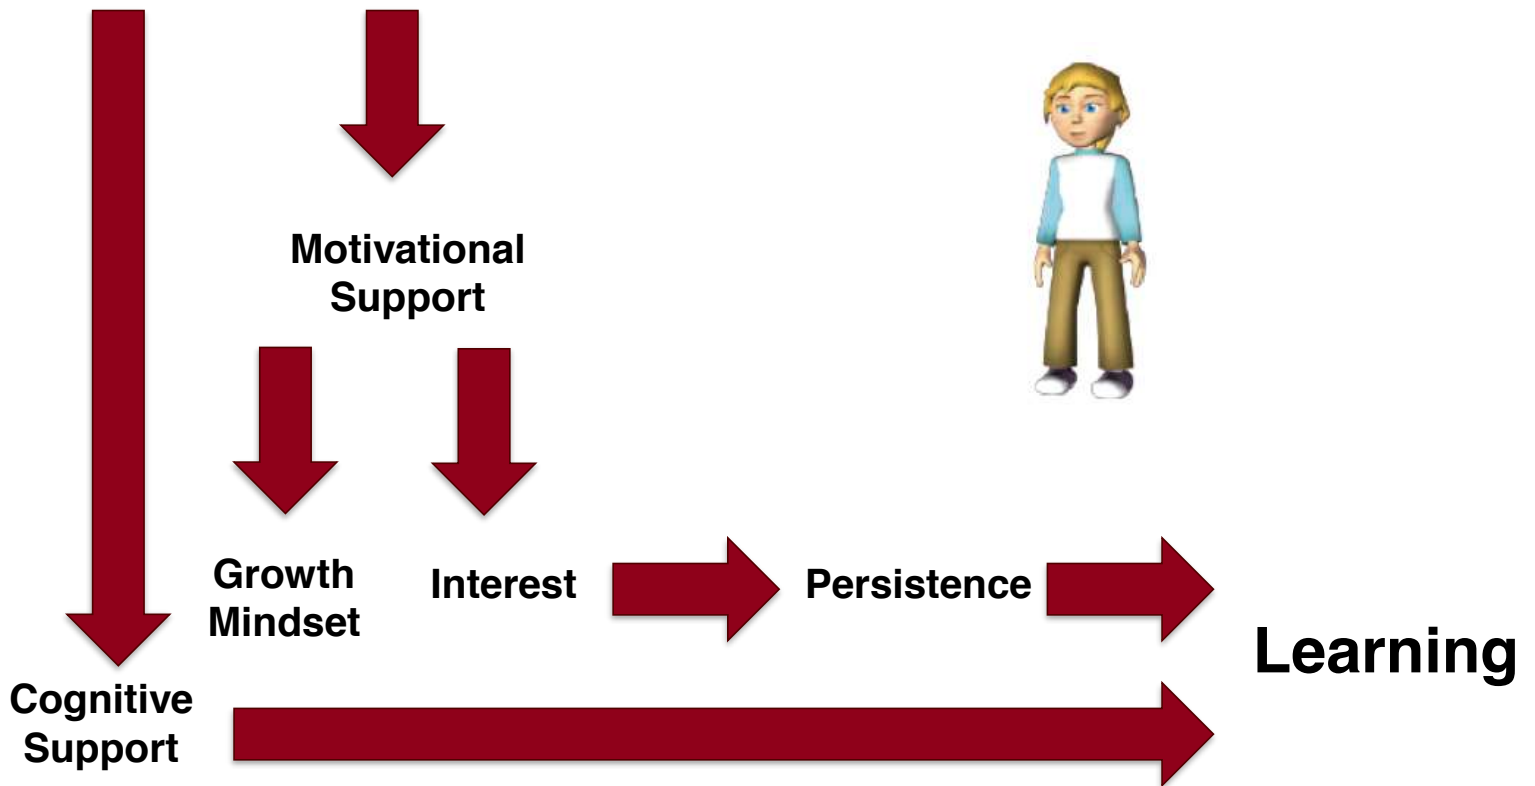 Motivational
Support
Growth
Mindset
Interest
Persistence
Learning
Cognitive
Support